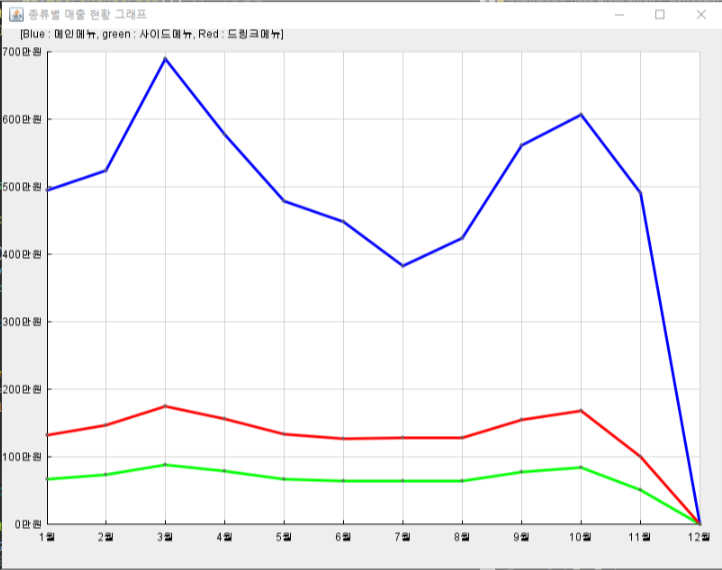 종류별 매출 현황 그래프
[Blue : 메인메뉴, green : 사이드메뉴, Red : 드링크메뉴]
700만원
600만원
500만원
400만원
300만원
200만원
100만원
0만원
1월 2월 3월 4월 5월 6월 7월 8월 9월 10월 11월 12월